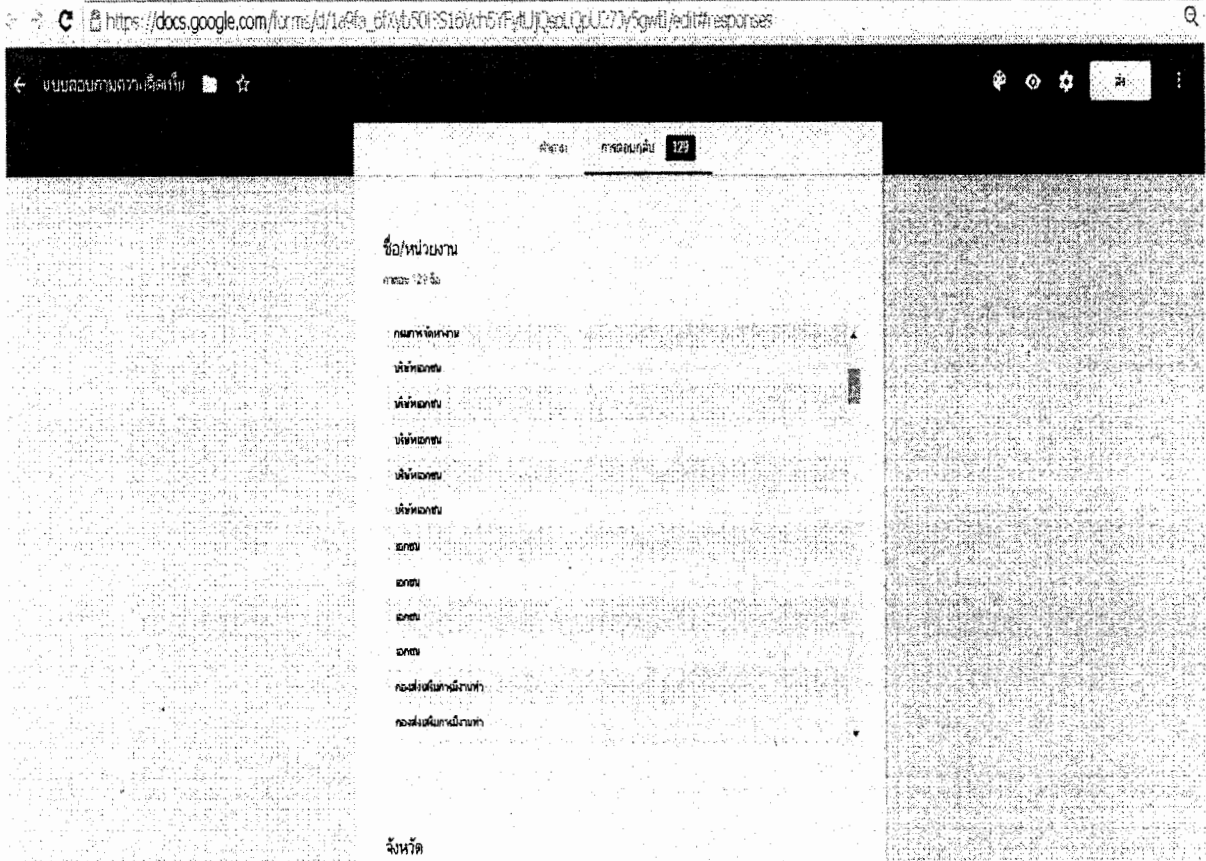 https://docs.google.com/forms/d/
แบบสอบถามความคิดเห็น
ส่ง
คำถาม การตอบกลับ 129
ชื่อ/หน่วยงาน
คำตอบ 129 ข้อ
กรมการจัดหางาน
บริษัทเอกชน
บริษัทเอกชน
บริษัทเอกชน
บริษัทเอกชน
บริษัทเอกชน
เอกชน
เอกชน
เอกชน
เอกชน
กองส่งเสริมการมีงานทำ
กองส่งเสริมการมีงานทำ
จังหวัด